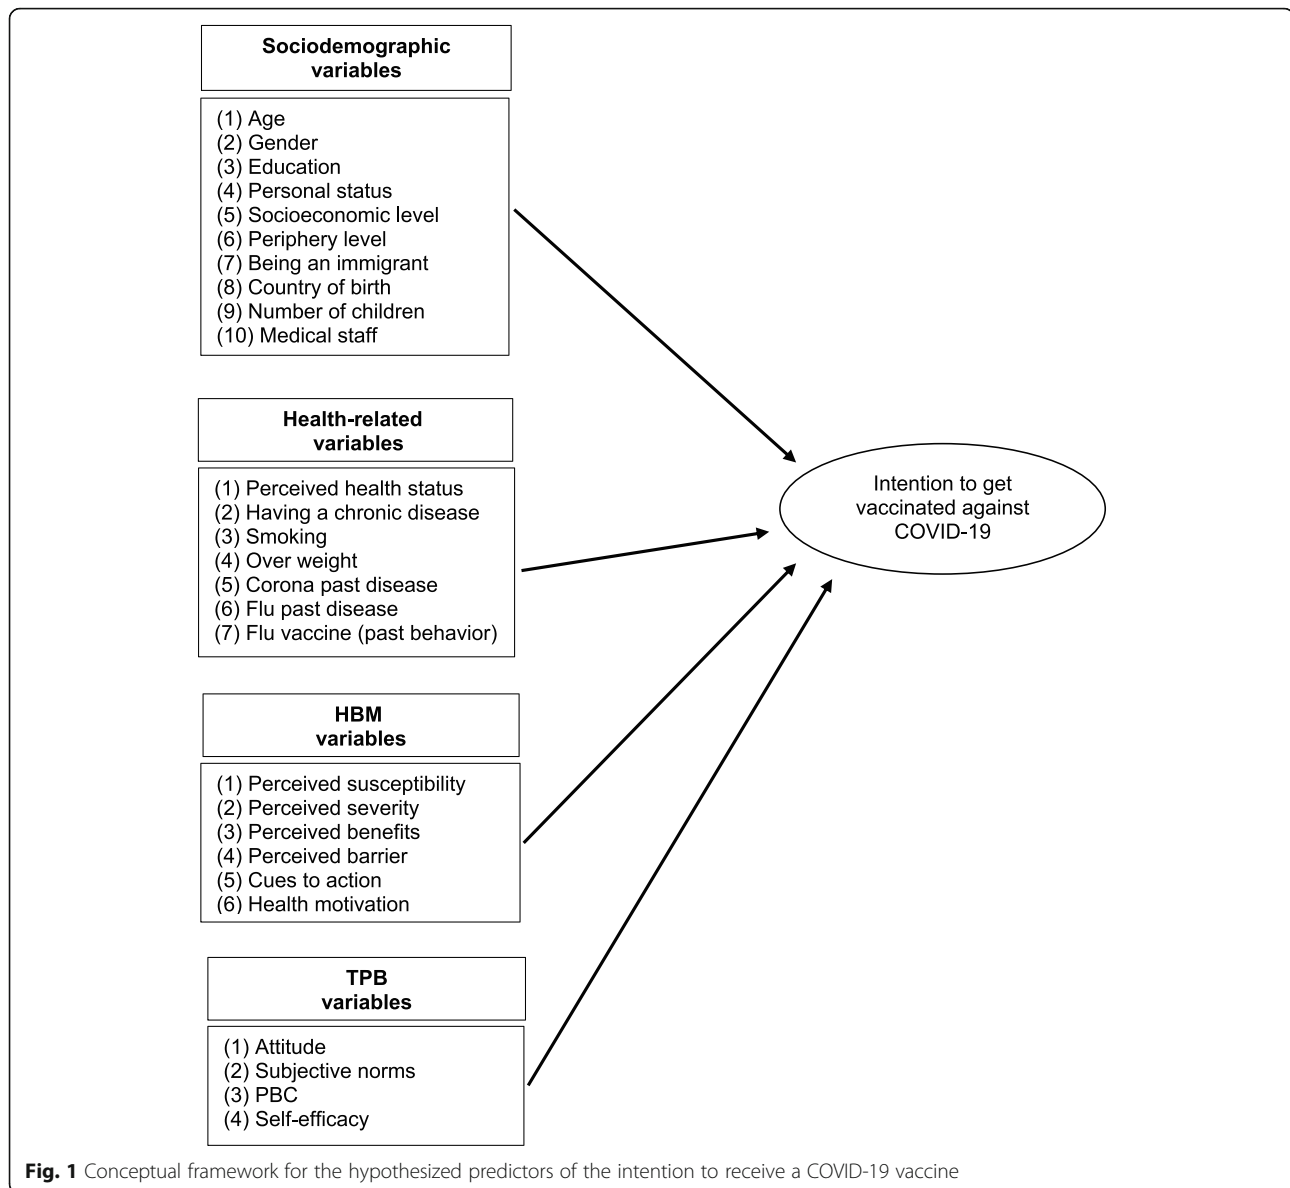 Sociodemographic
variables
(1) Age
(2) Gender
(3) Education
(4) Personal status
(5) Socioeconomic level
(6) Periphery level
(7) Being an immigrant
(8) Country of birth
(9) Number of children
(10) Medical staff
Health-related
variables
(1) Perceived health status
(2) Having a chronic disease
(3) Smoking
(4) Over weight
(5) Corona past disease
(6) Flu past disease
(7) Flu vaccine (past behavior)
HBM
variables
(1) Perceived susceptibility
(2) Perceived severity
(3) Perceived benefits
(4) Perceived barrier
(5) Cues to action
(6) Health motivation
TPB
variables
(1) Attitude
(2) Subjective norms
(3) PBC
(4) Self-efficacy
Intention to get
vaccinated against
COVID-19
Fig. 1 Conceptual framework for the hypothesized predictors of the intention to receive a COVID-19 vaccine